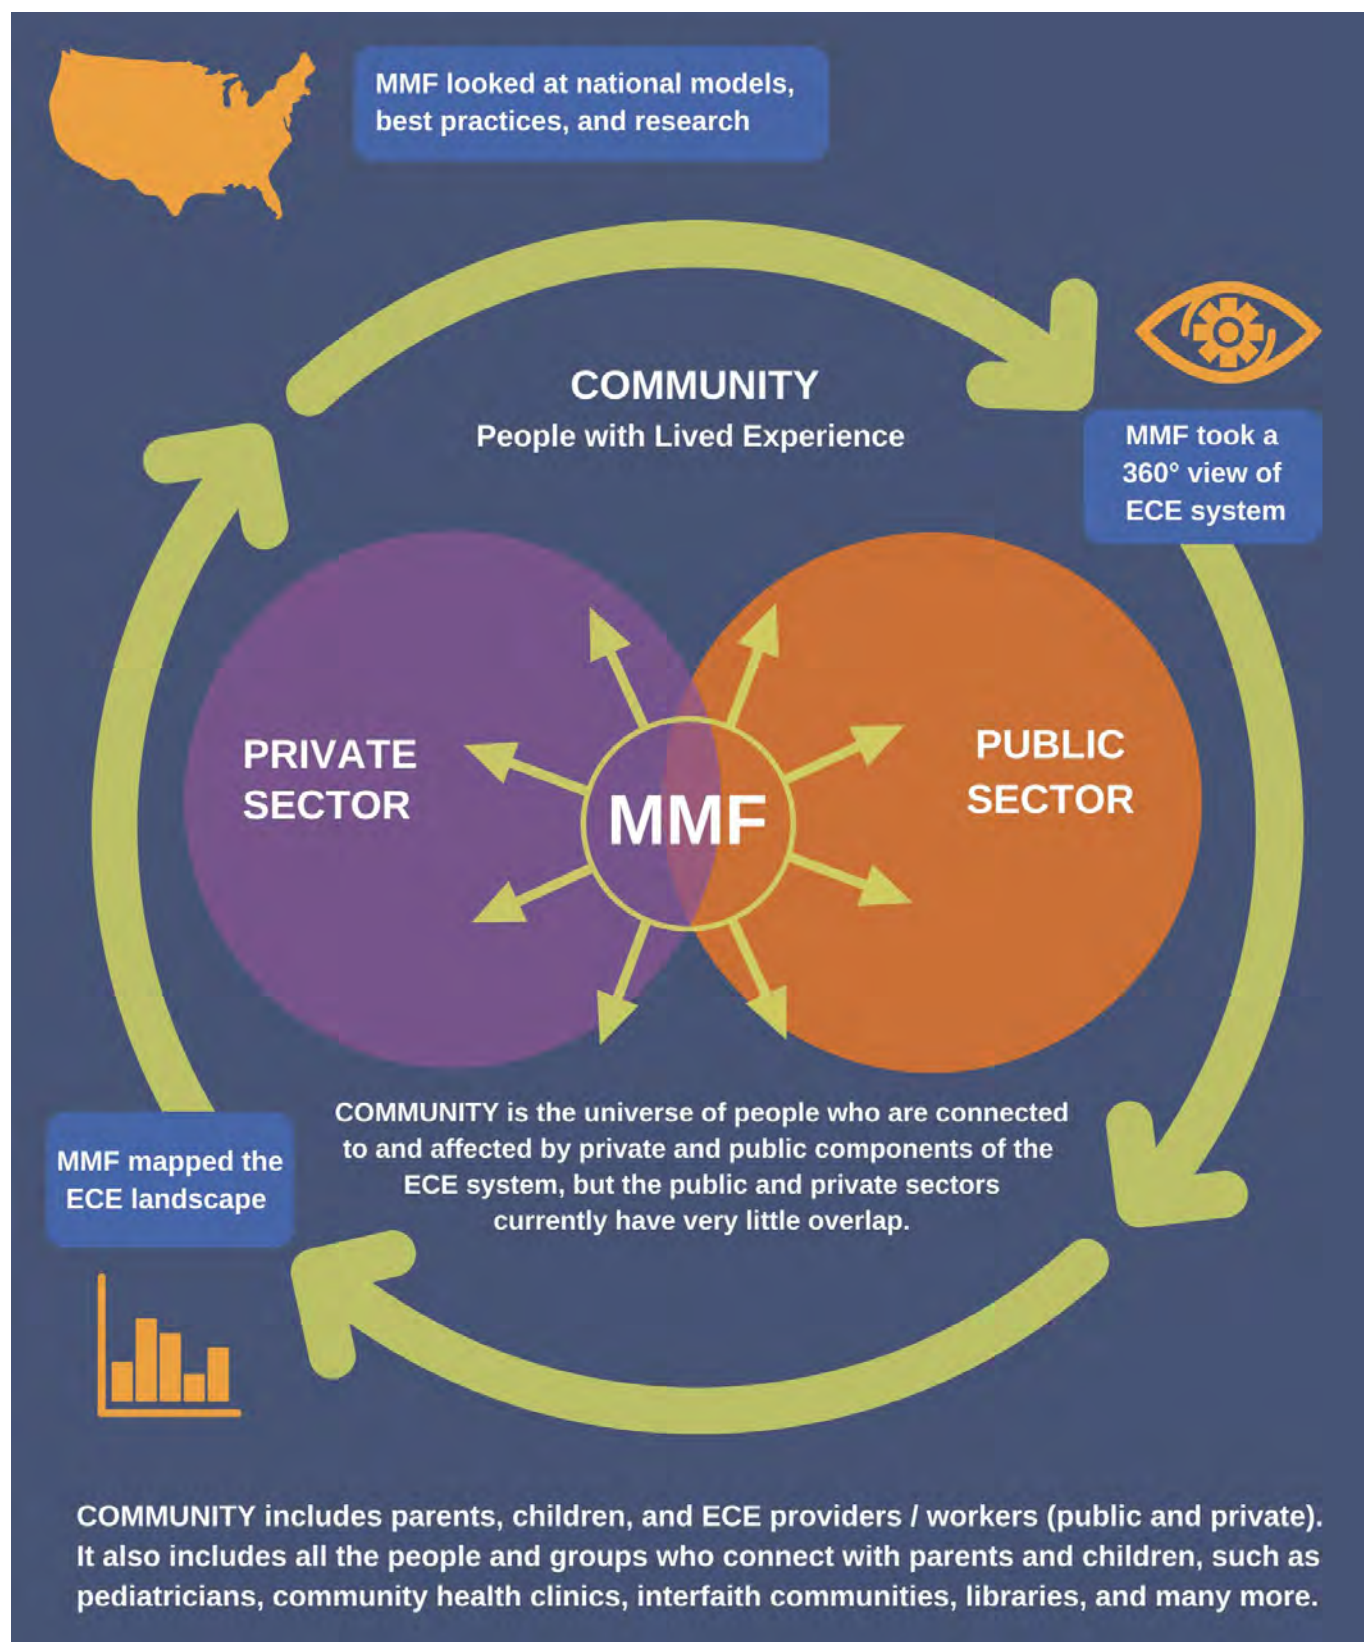 MMF looked at national models,
best practices, and research
COMMUNITY
People with Lived Experience
MMF took a
360° view of
ECE system
PRIVATE
SECTOR
MMF
PUBLIC
SECTOR
MMF mapped the
ECE landscape
COMMUNITY is the universe of people who are connected
to and affected by private and public components of the
ECE system, but the public and private sectors
currently have very little overlap.
COMMUNITY includes parents, children, and ECE providers / workers (public and private).
It also includes all the people and groups who connect with parents and children, such as
pediatricians, community health clinics, interfaith communities, libraries, and many more.